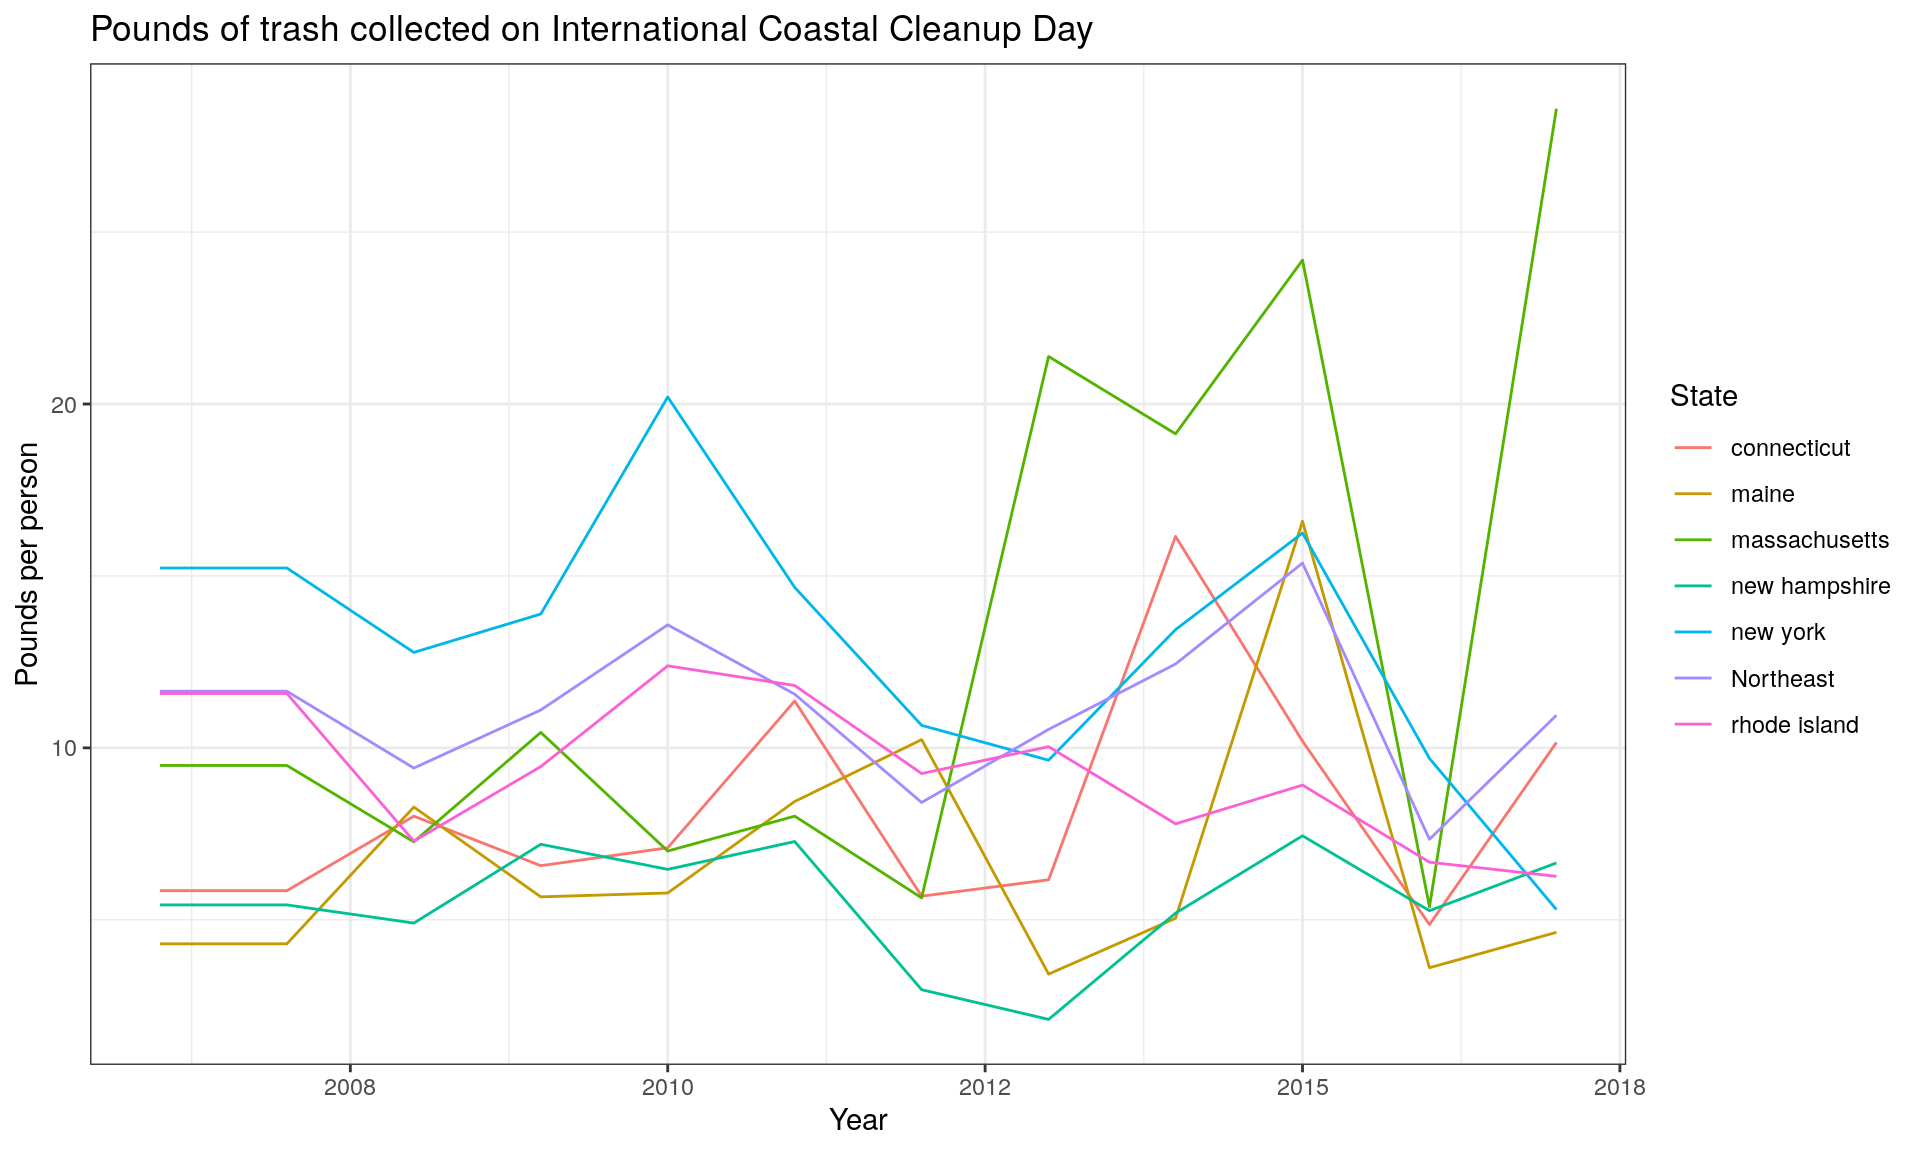 Pounds of trash collected on International Coastal Cleanup Day
Pounds per person
20
10
2008
2010
2012
2015
2018
Year
State
connecticut
maine
massachusetts
new hampshire
new york
Northeast
rhode island